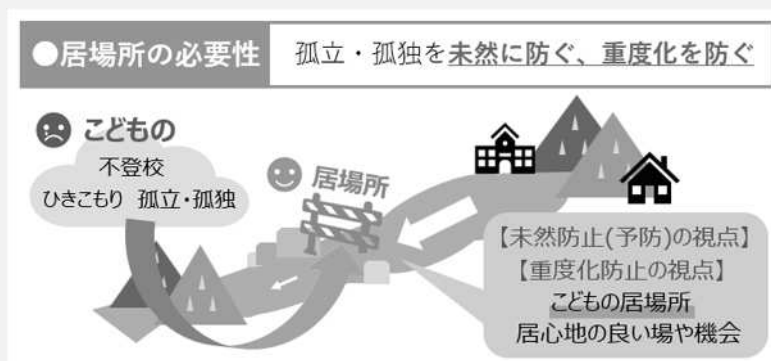 ●居場所の必要性
孤立・孤独を未然に防ぐ、重度化を防ぐ
こどもの
不登校
ひきこもり 孤立・孤独
居場所
【未然防止(予防)の視点】
【重度化防止の視点】
こどもの居場所
居心地の良い場や機会